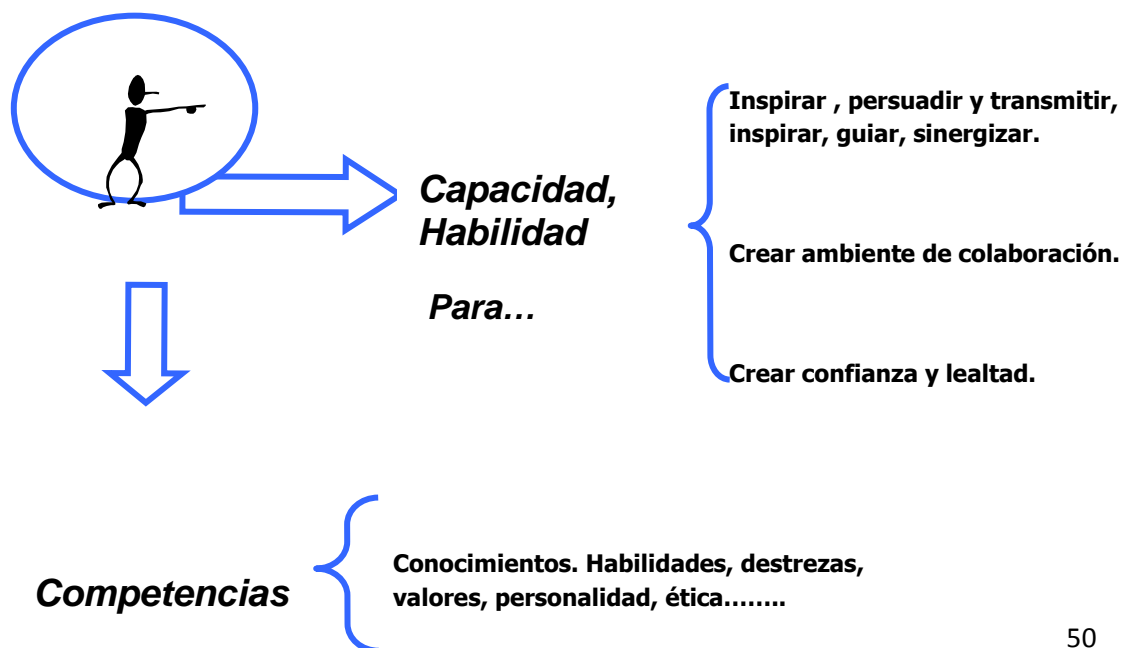 Inspirar , persuadir y transmitir,
inspirar, guiar, sinergizar.
Capacidad,
Habilidad
Crear ambiente de colaboración.
Para…
Crear confianza y lealtad.
Conocimientos. Habilidades, destrezas,
valores, personalidad, ética……..
Competencias
50